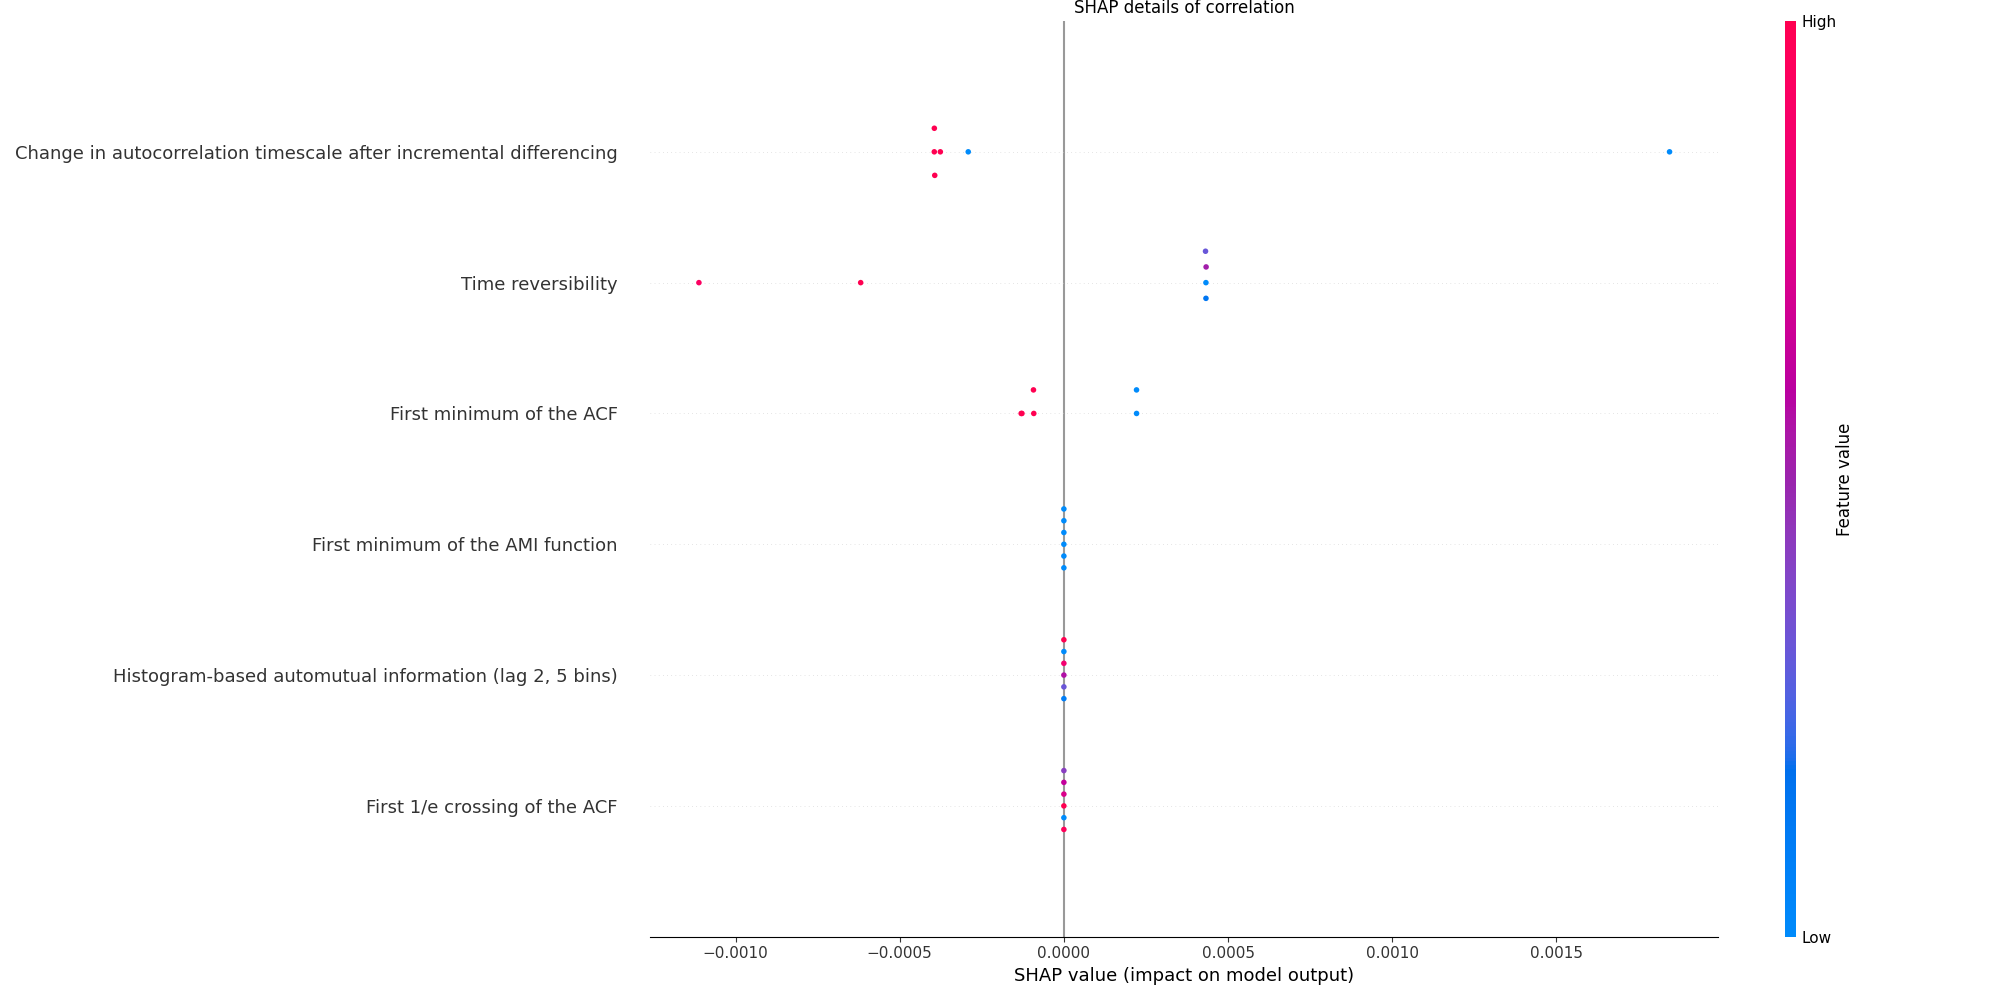 SHAP details of correlation
High
Change in autocorrelation timescale after incremental differencing
Time reversibility
First minimum of the ACF
First minimum of the AMI function
Histogram-based automutual information (lag 2, 5 bins)
First 1/e crossing of the ACF
Feature value
Low
−0.0010
−0.0005
0.0000
0.0005
0.0010
0.0015
SHAP value (impact on model output)